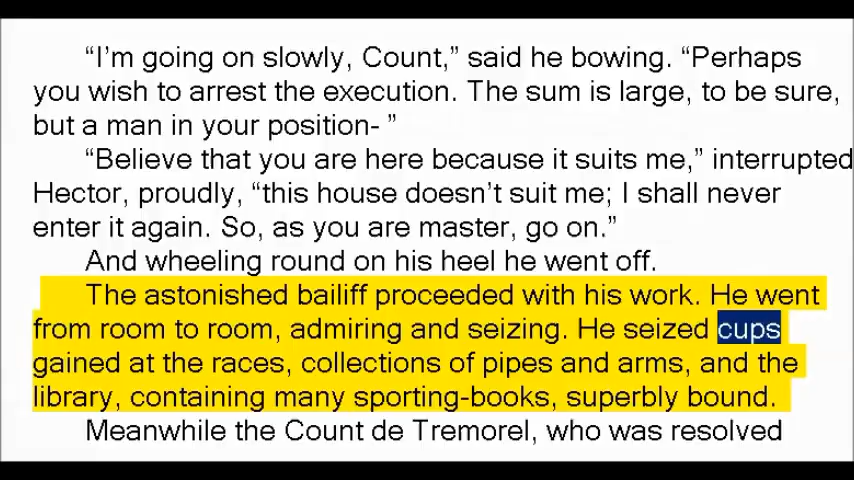 “I’m going on slowly, Count,” said he bowing. “Perhaps
you wish to arrest the execution. The sum is large, to be sure,
but a man in your position- ”
“Believe that you are here because it suits me,” interrupted
Hector, proudly, “this house doesn’t suit me; I shall never
enter it again. So, as you are master, go on.”
And wheeling round on his heel he went off.
The astonished bailiff proceeded with his work. He went
from room to room, admiring and seizing. He seized cups
gained at the races, collections of pipes and arms, and the
library, containing many sporting-books, superbly bound.
Meanwhile the Count de Tremorel, who was resolved